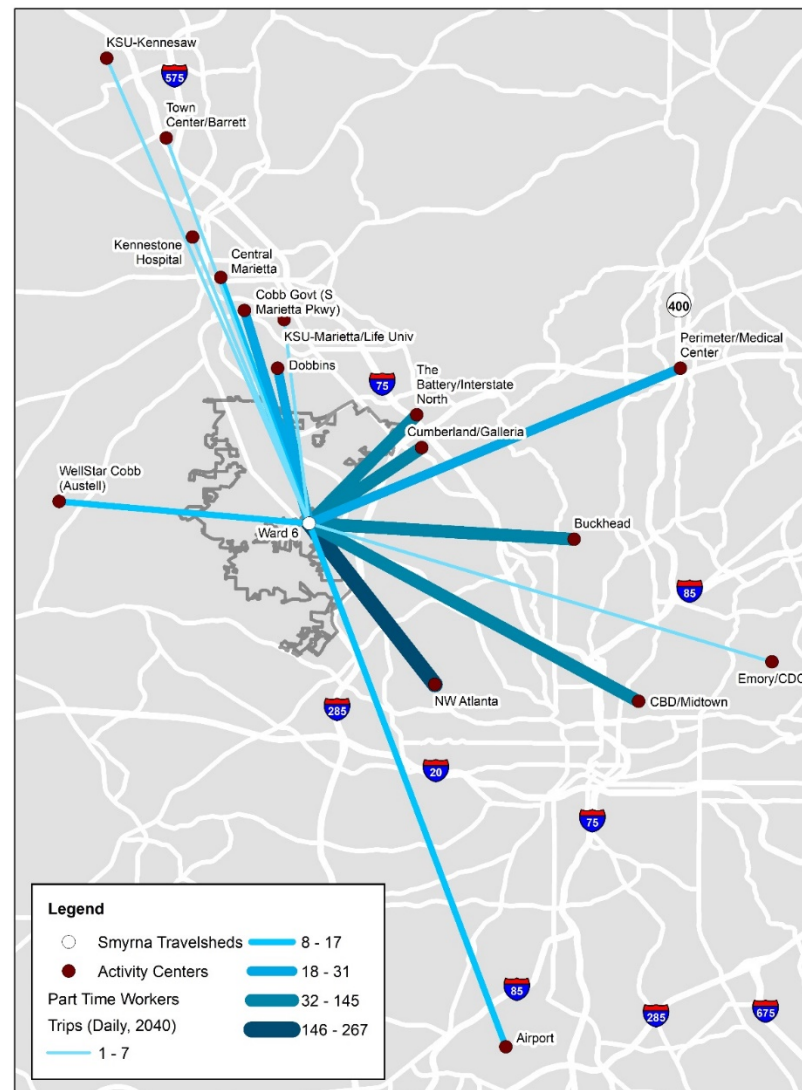 KSU-Kennesaw
575
Town
Center/Barrett
Kennestone
Hospital
Central
Marietta
Cobb Govt (S
Marietta Pkwy)
KSU-Marietta/Life Univ
Dobbins
400
Perimeter/Medical
Center
75
The
Battery/Interstate
North
Cumberland/Galleria
WellStar Cobb
(Austell)
Ward 6
Buckhead
85
Emory/CDC
NW Atlanta
CBD/Midtown
285
20
75
Legend
Smyrna Travelsheds
Activity Centers
Part Time Workers
Trips (Daily, 2040)
1 - 7
8 - 17
18 - 31
32 - 145
146 - 267
85
285
675
Airport